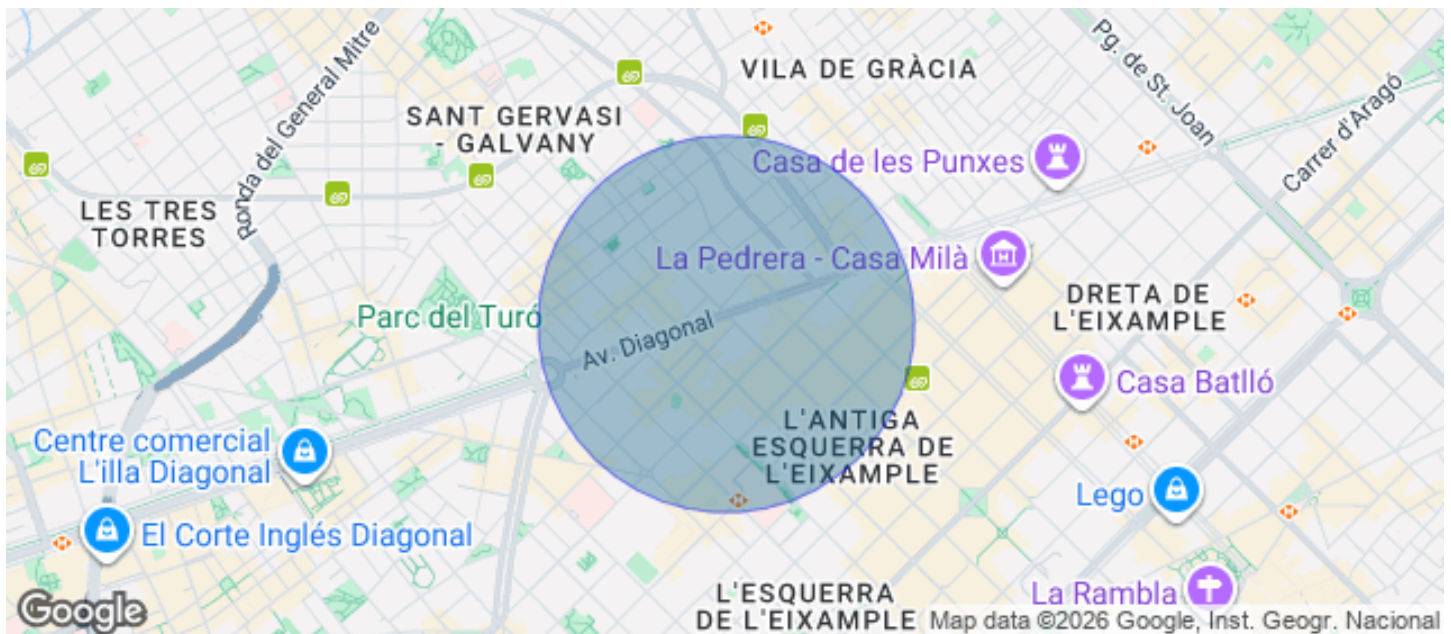 VILA DE GRÀCIA
Pg. de St. Joan
Carrer d'Aragó
Ronda del General Mitre
SANT GERVASI
- GALVANY
Casa de les Punxes
LES TRES
TORRES
La Pedrera - Casa Milà
Parc del Turó
Av. Diagonal
DRETA DE
L'EIXAMPLE
Casa Batlló
L'ANTIGA
ESQUERRA DE
L'EIXAMPLE
Centre comercial
L'illa Diagonal
Lego
El Corte Inglés Diagonal
L'ESQUERRA
DE L'EIXAMPLE
La Rambla
Google
Map data ©2026 Google, Inst. Geogr. Nacional